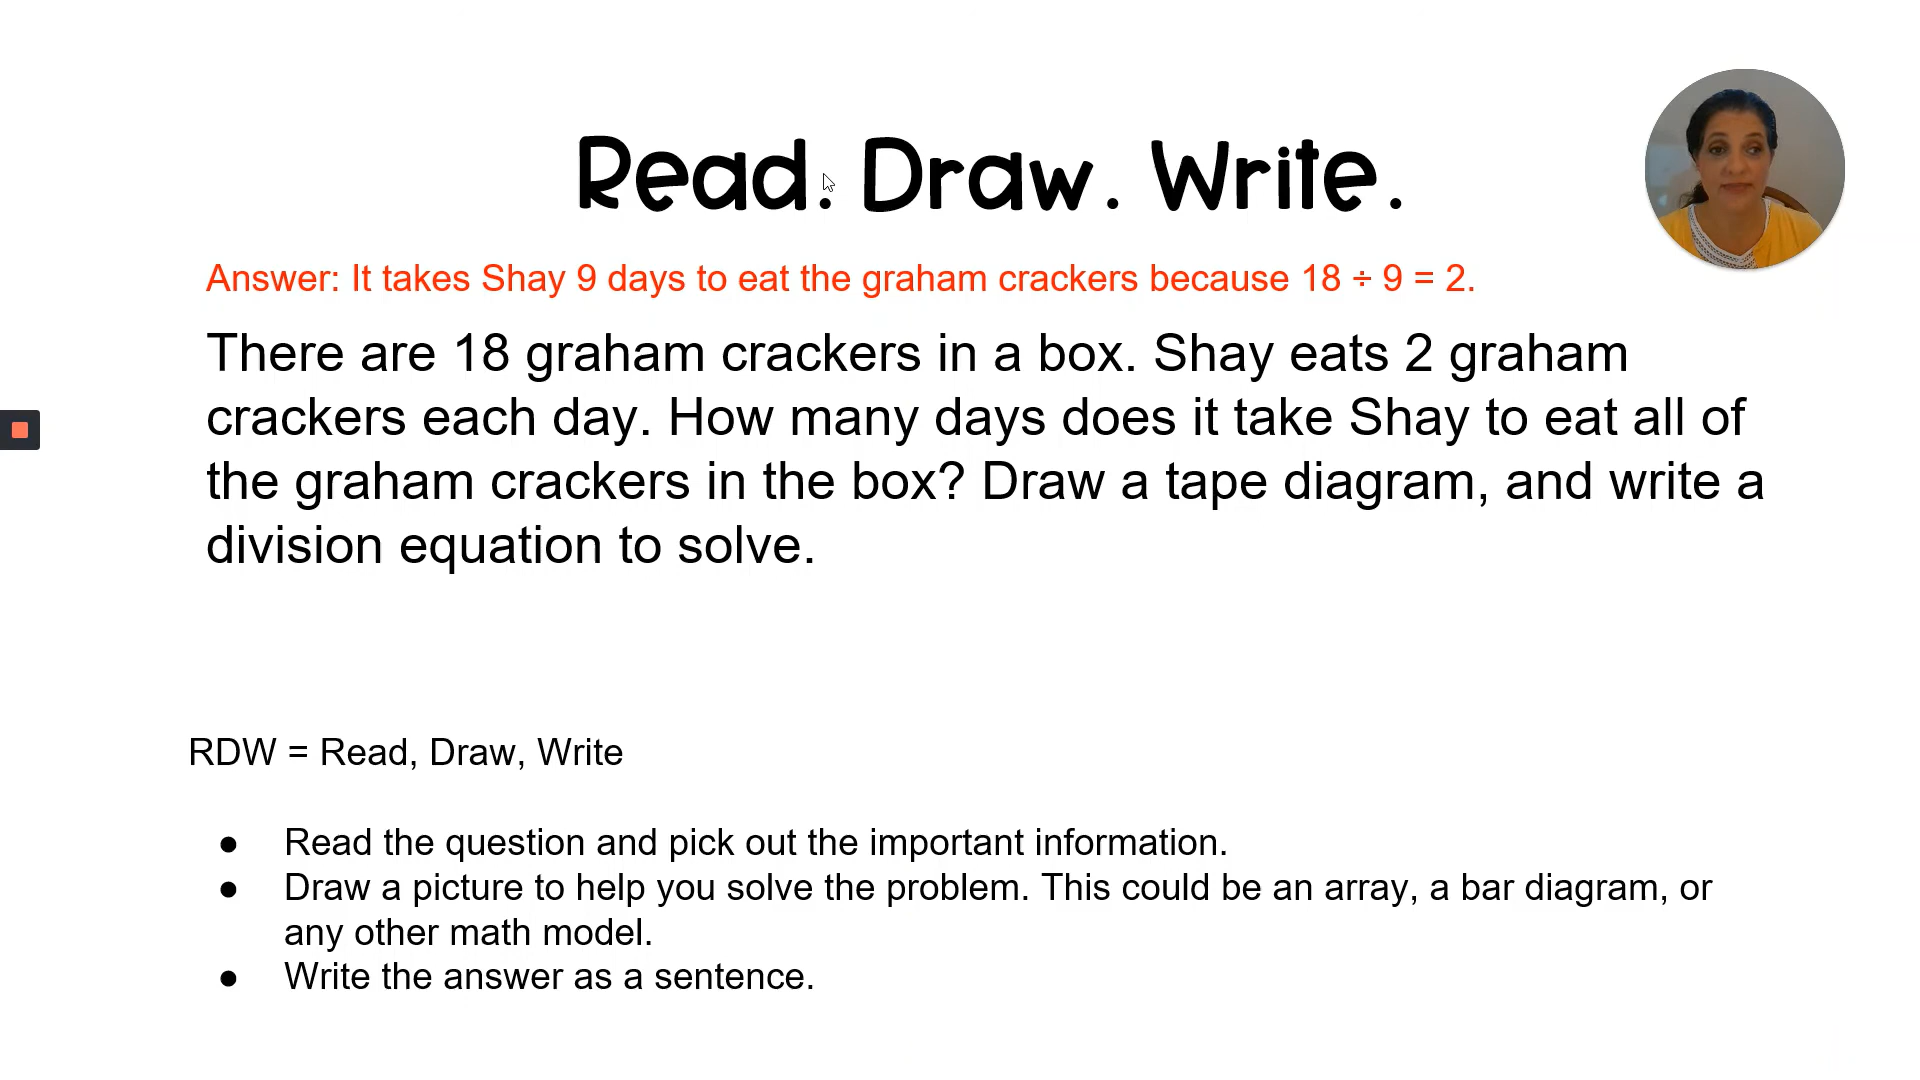 Read. Draw. Write.
Answer: It takes Shay 9 days to eat the graham crackers because 18 ÷ 9 = 2.
There are 18 graham crackers in a box. Shay eats 2 graham
crackers each day. How many days does it take Shay to eat all of
the graham crackers in the box? Draw a tape diagram, and write a
division equation to solve.
RDW = Read, Draw, Write
● Read the question and pick out the important information.
● Draw a picture to help you solve the problem. This could be an array, a bar diagram, or
any other math model.
● Write the answer as a sentence.